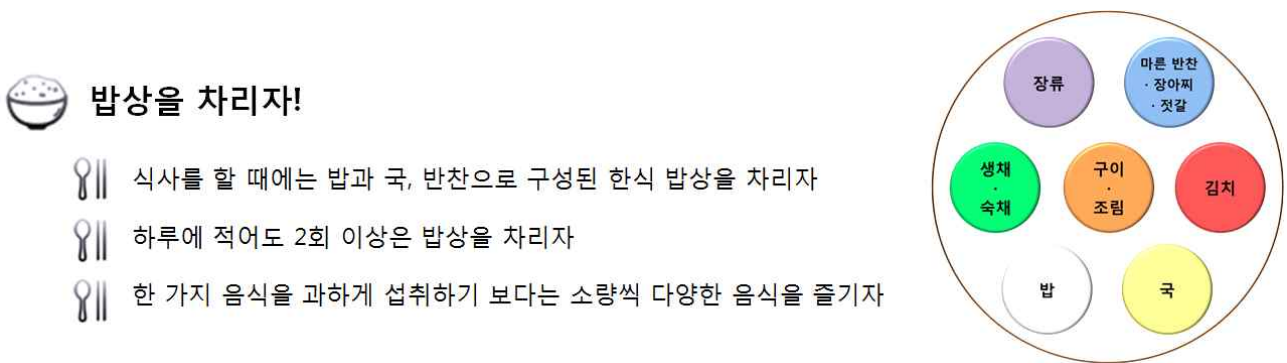 밥상을 차리자!
식사를 할 때에는 밥과 국, 반찬으로 구성된 한식 밥상을 차리자
하루에 적어도 2회 이상은 밥상을 차리자
한 가지 음식을 과하게 섭취하기 보다는 소량씩 다양한 음식을 즐기자
장류
마른 반찬
· 장아찌
· 젓갈
생채
·
숙채
구이
·
조림
김치
밥
국